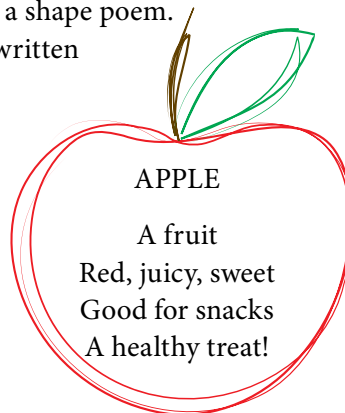 a shape poem.
written
APPLE
A fruit
Red, juicy, sweet
Good for snacks
A healthy treat!